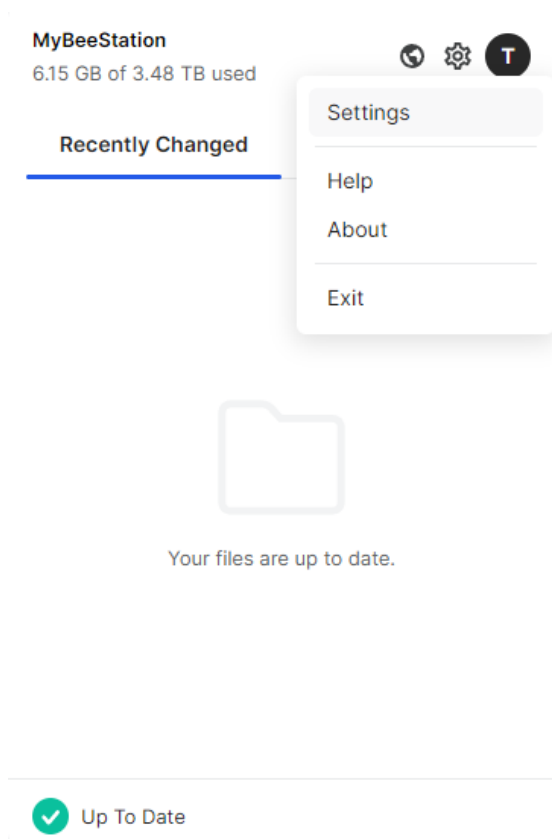 MyBeeStation
6.15 GB of 3.48 TB used
T
Recently Changed
Settings
Help
About
Exit
Your files are up to date.
Up To Date